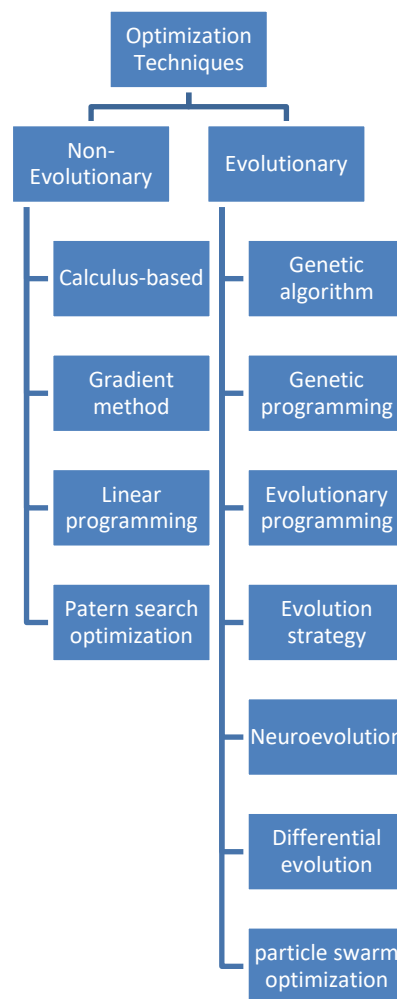 Optimization
Techniques
Non-
Evolutionary
Evolutionary
Calculus-based
Gradient
method
Linear
programming
Patern search
optimization
Genetic
algorithm
Genetic
programming
Evolutionary
programming
Evolution
strategy
Neuroevolution
Differential
evolution
particle swarm
optimization